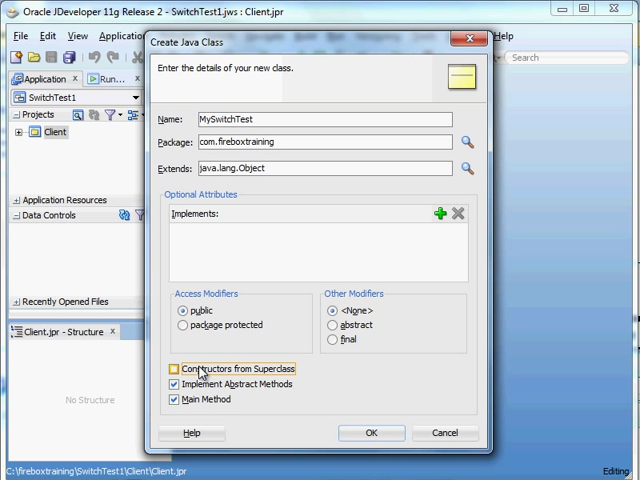 Oracle JDeveloper 11g Release 2 - SwitchTest1.jws : Client.jpr
File Edit View Application Help
Create Java Class
Search
Enter the details of your new class.
Application
Run...
SwitchTest1
Projects
Client
Name: MySwitchTest
Package: com.fireboxtraining
Extends: java.lang.Object
Optional Attributes
Implements:
Application Resources
Data Controls
Recently Opened Files
Access Modifiers
public
package protected
Other Modifiers
<None>
abstract
final
Client.jpr - Structure
No Structure
Constructors from Superclass
Implement Abstract Methods
Main Method
Help OK Cancel
C:\fireboxtraining\SwitchTest1\Client\Client.jpr
Editing